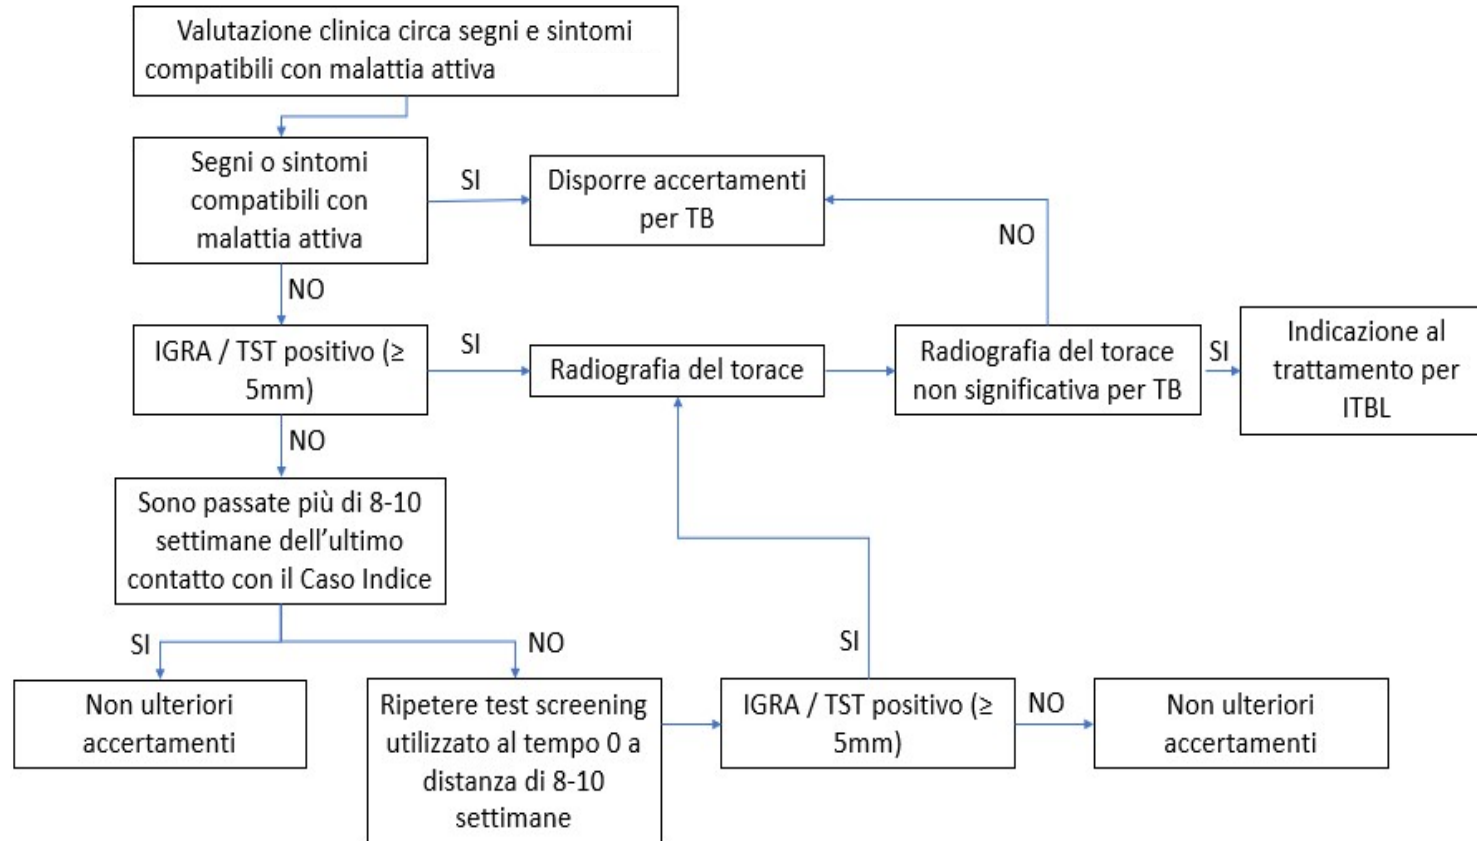 Valutazione clinica circa segni e sintomi
compatibili con malattia attiva
Segni o sintomi
compatibili con
malattia attiva
SI
Disporre accertamenti
per TB
NO
NO
IGRA / TST positivo (≥
5mm)
SI
Radiografia del torace
Radiografia del torace
non significativa per TB
SI
Indicazione al
trattamento per
ITBL
NO
Sono passate più di 8-10
settimane dell'ultimo
contatto con il Caso Indice
SI
NO
SI
Non ulteriori
accertamenti
Ripetere test screening
utilizzato al tempo 0 a
distanza di 8-10
settimane
IGRA / TST positivo (≥
5mm)
NO
Non ulteriori
accertamenti